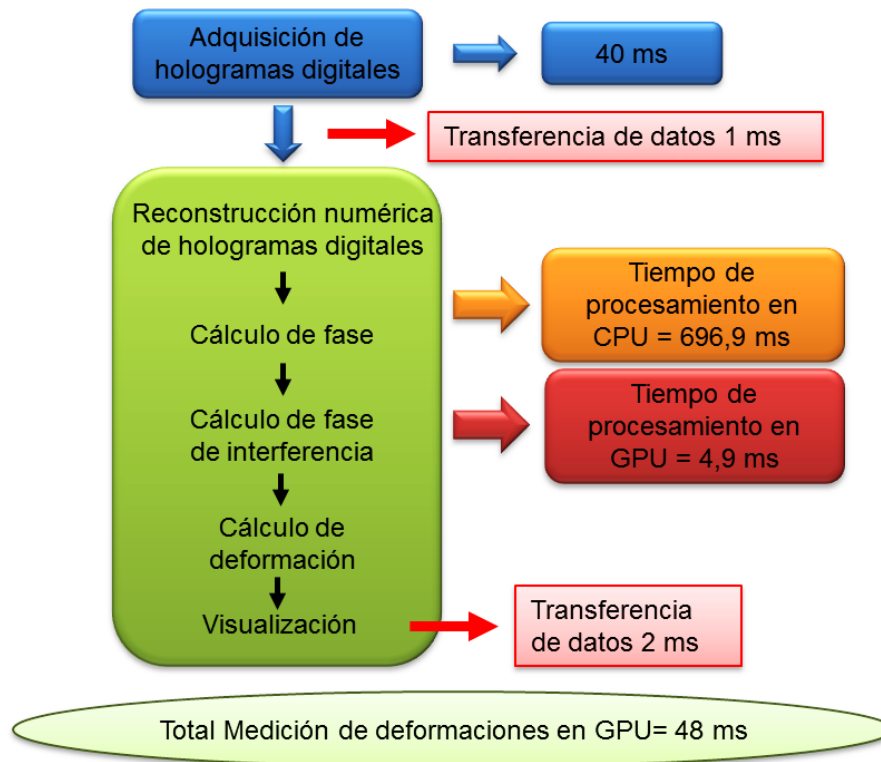 Adquisición de
hologramas digitales
40 ms
Transferencia de datos 1 ms
Reconstrucción numérica
de hologramas digitales
Cálculo de fase
Cálculo de fase
de interferencia
Cálculo de
deformación
Visualización
Tiempo de
procesamiento en
CPU = 696,9 ms
Tiempo de
procesamiento en
GPU = 4,9 ms
Transferencia
de datos 2 ms
Total Medición de deformaciones en GPU= 48 ms